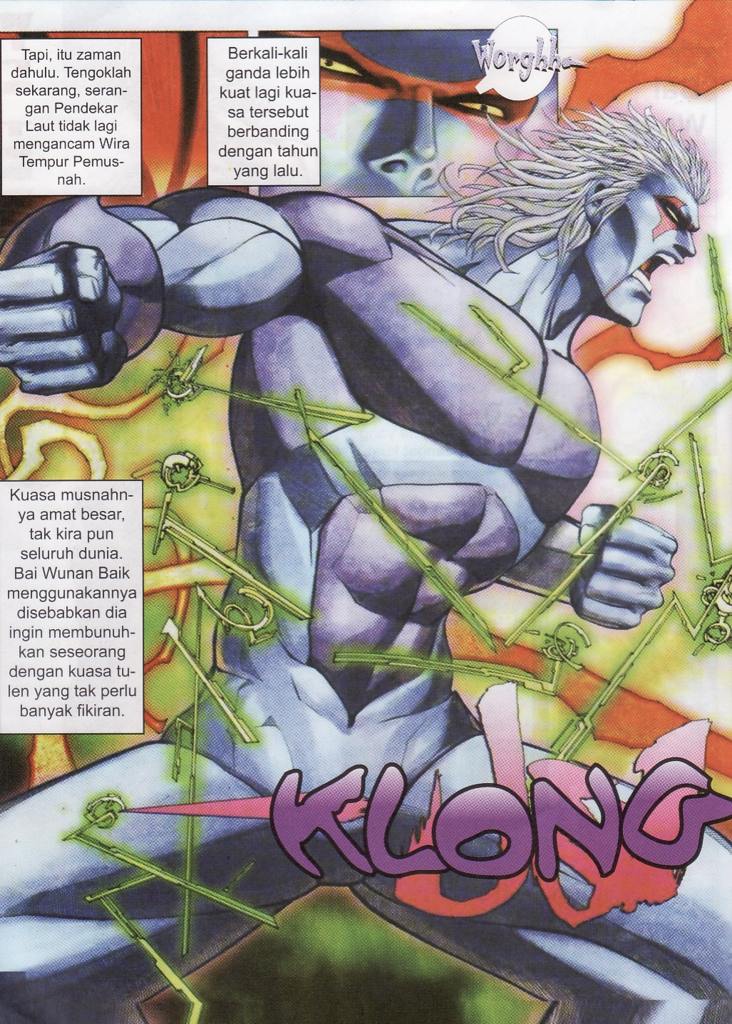 Tapi, itu zaman
dahulu. Tengoklah
sekarang, seran-
gan Pendekar
Laut tidak lagi
mengancam Wira
Tempur Pemus-
nah.
Berkali-kali
ganda lebih
kuat lagi kua-
sa tersebut
berbanding
dengan tahun
yang lalu.
Worghh
Kuasa musnahn-
ya amat besar,
tak kira pun
seluruh dunia.
Bai Wunan Baik
menggunakannya
disebabkan dia
ingin membunuh-
kan seseorang
dengan kuasa tu-
len yang tak perlu
banyak fikiran.
KLONG